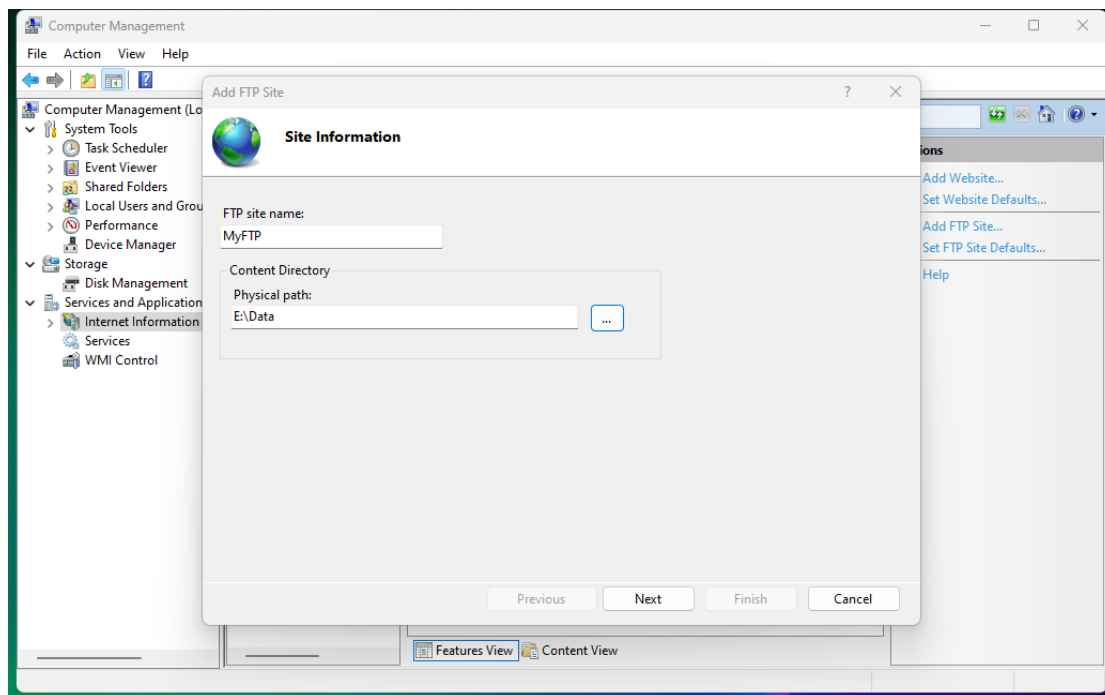 Computer Management
File Action View Help
Computer Management (Lo
System Tools
Task Scheduler
Event Viewer
Shared Folders
Local Users and Grou
Performance
Device Manager
Storage
Disk Management
Services and Application
Internet Information
Services
WMI Control
Add FTP Site
?
Site Information
FTP site name:
MyFTP
Content Directory
Physical path:
E:\Data
...
Previous Next Finish Cancel
Features View Content View
ions
Add Website...
Set Website Defaults...
Add FTP Site...
Set FTP Site Defaults...
Help